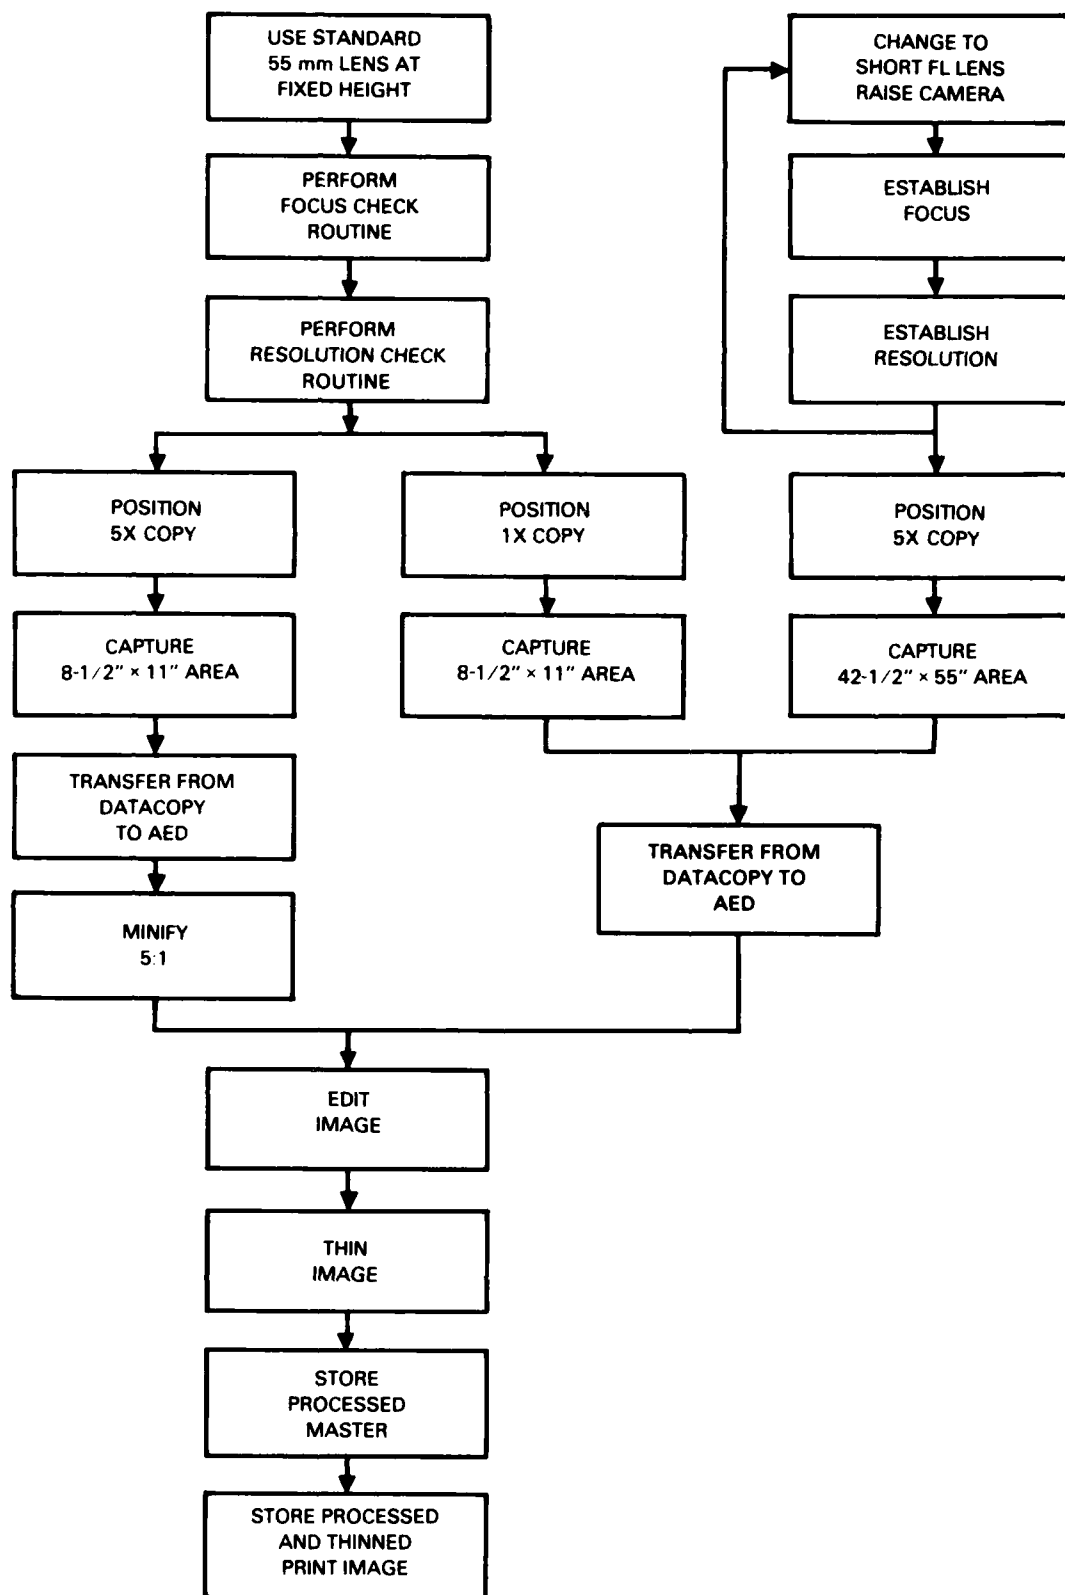 USE STANDARD
55 mm LENS AT
FIXED HEIGHT
PERFORM
FOCUS CHECK
ROUTINE
PERFORM
RESOLUTION CHECK
ROUTINE
POSITION
5X COPY
CAPTURE
8-1/2" × 11" AREA
TRANSFER FROM
DATACOPY
TO AED
MINIFY
5:1
POSITION
1X COPY
CAPTURE
8-1/2" × 11" AREA
CHANGE TO
SHORT FL LENS
RAISE CAMERA
ESTABLISH
FOCUS
ESTABLISH
RESOLUTION
POSITION
5X COPY
CAPTURE
42-1/2" × 55" AREA
TRANSFER FROM
DATACOPY TO
AED
EDIT
IMAGE
THIN
IMAGE
STORE
PROCESSED
MASTER
STORE PROCESSED
AND THINNED
PRINT IMAGE